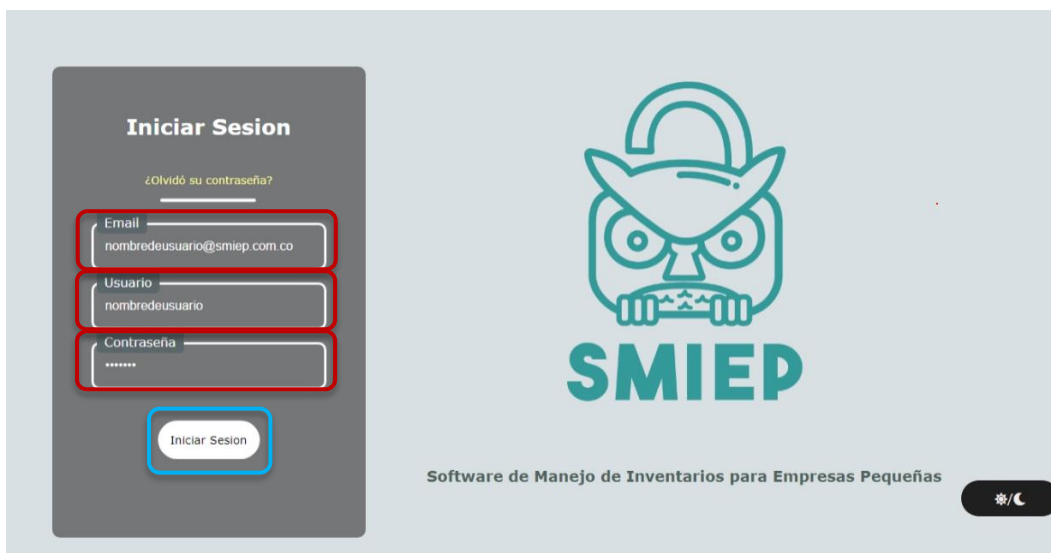 Iniciar Sesion
¿Olvidó su contraseña?
Email
nombredeusuario@smiep.com.co
Usuario
nombredeusuario
Contraseña
•••••••
Iniciar Sesion
SMIEP
Software de Manejo de Inventarios para Empresas Pequeñas